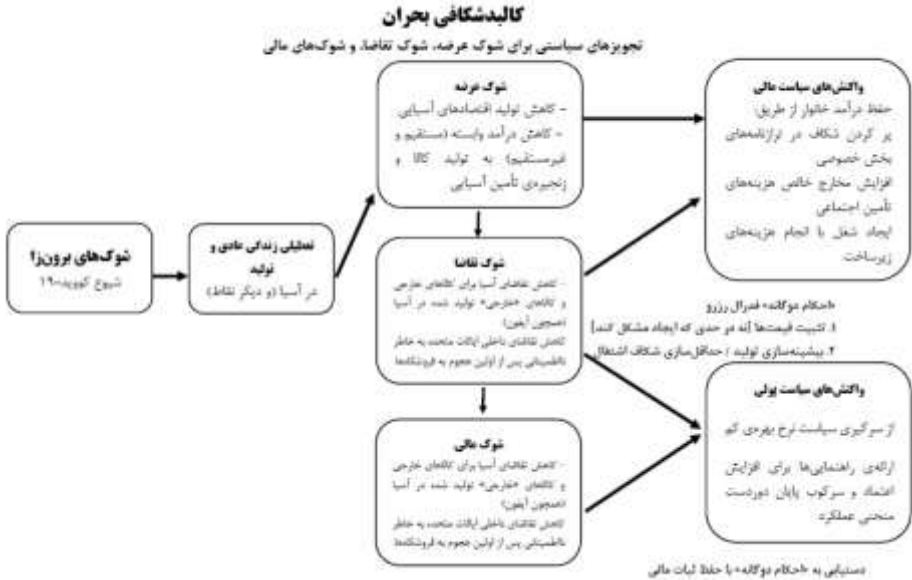 کالبدشکافی بحران
تجویزهای سیاستی برای شوک عرضه، شوک تقاضا، و شوک‌های مالی
شوک‌های برون‌زا
شیوع کووید-۱۹
تعطیلی زندگی عادی و
تولید
در آسیا (و دیگر نقاط)
شوک عرضه
- کاهش تولید اقتصادهای آسیایی
- کاهش درآمد وابسته (مستقیم و
غیرمستقیم) به تولید کالا و
زنجیره‌ی تأمین آسیایی
شوک تقاضا
- کاهش تقاضای آسیا برای کالاهای خارجی
و کالاهای «خارجی» تولید شده در آسیا
(همچون آیفون)
کاهش تقاضای داخلی ایالات متحده به خاطر
نااطمینانی پس از اولین هجوم به فروشگاه‌ها
شوک مالی
- کاهش تقاضای آسیا برای کالاهای خارجی
و کالاهای «خارجی» تولید شده در آسیا
(همچون آیفون)
کاهش تقاضای داخلی ایالات متحده به خاطر
نااطمینانی پس از اولین هجوم به فروشگاه‌ها
واکنش‌های سیاست مالی
حفظ درآمد خانوار از طریق:
پر کردن شکاف در ترازنامه‌های
بخش خصوصی
افزایش مخارج خالص هزینه‌های
تأمین اجتماعی
ایجاد شغل با انجام هزینه‌های
زیرساخت
«احکام دوگانه» فدرال رزرو
۱. تثبیت قیمت‌ها [نه در حدی که ایجاد مشکل کند]
۲. بیشینه‌سازی تولید / حداقل‌سازی شکاف اشتغال
واکنش‌های سیاست پولی
از سرگیری سیاست نرخ بهره‌ی کم
ارائه‌ی راهنمایی‌ها برای افزایش
اعتماد و سرکوب پایان دوردست
منحنی عملکرد
دستیابی به «احکام دوگانه» با حفظ ثبات مالی